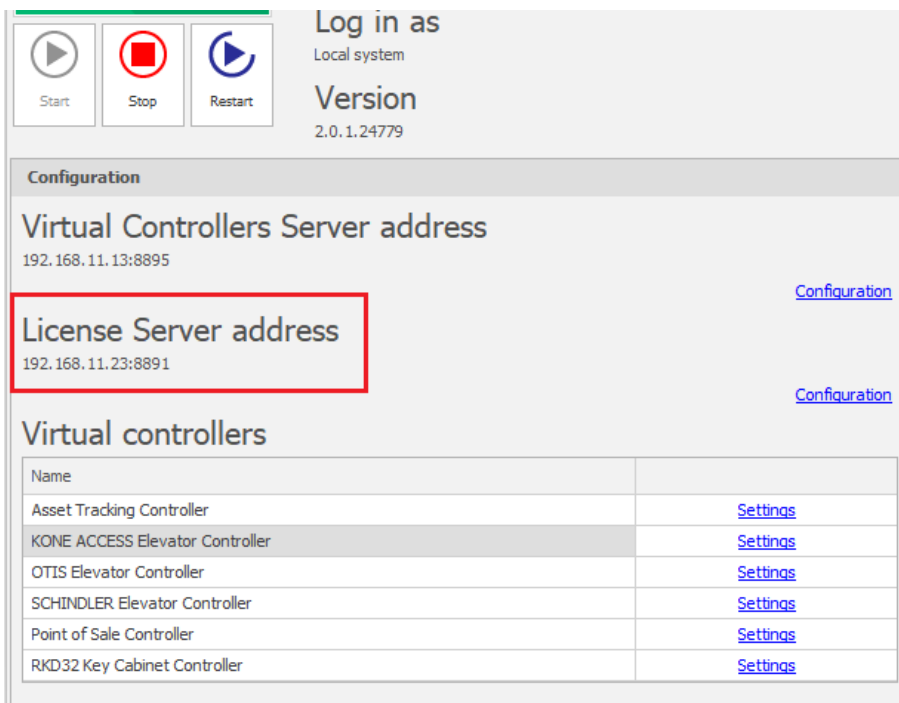 Log in as
Local system
Start Stop Restart
Version
2.0.1.24779
Configuration
Virtual Controllers Server address
192.168.11.13:8895
Configuration
License Server address
192.168.11.23:8891
Configuration
Virtual controllers
Name
Asset Tracking Controller Settings
KONE ACCESS Elevator Controller Settings
OTIS Elevator Controller Settings
SCHINDLER Elevator Controller Settings
Point of Sale Controller Settings
RKD32 Key Cabinet Controller Settings